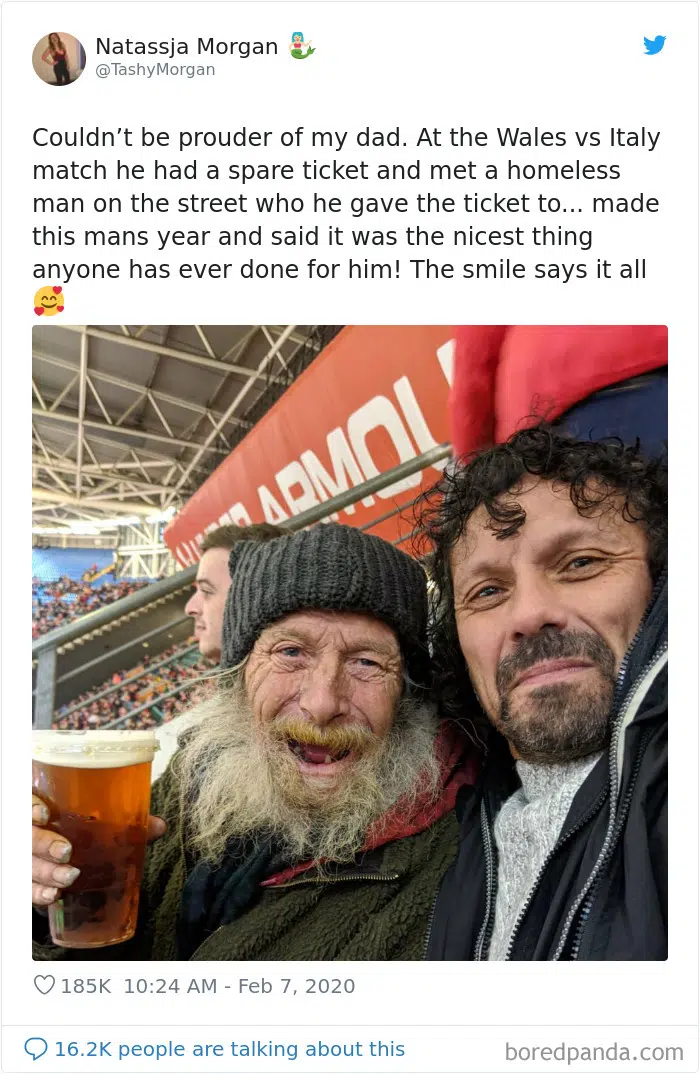 Natassja Morgan 🧜‍♀️
@TashyMorgan
Couldn’t be prouder of my dad. At the Wales vs Italy
match he had a spare ticket and met a homeless
man on the street who he gave the ticket to... made
this mans year and said it was the nicest thing
anyone has ever done for him! The smile says it all
🥰
ARMOU
185K 10:24 AM - Feb 7, 2020
16.2K people are talking about this
boredpanda.com